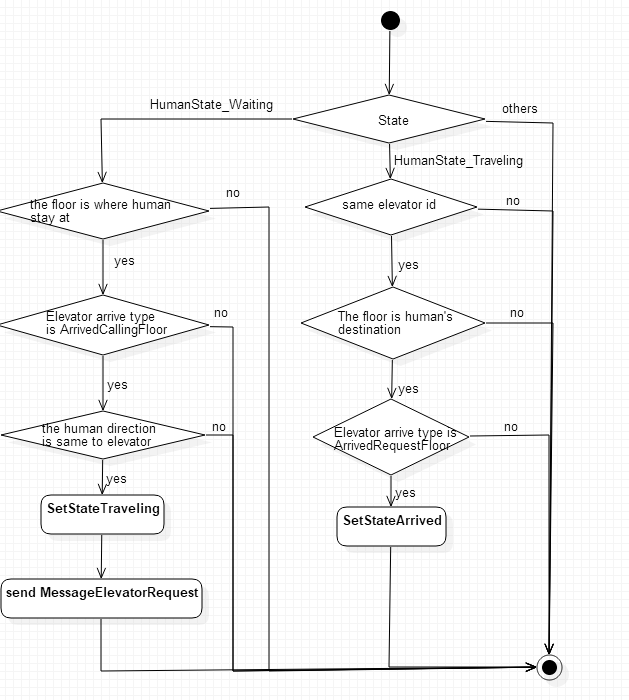 HumanState_Waiting
others
State
HumanState_Traveling
the floor is where human
stay at
no
same elevator id
no
yes
yes
Elevator arrive type
is ArrivedCallingFloor
no
The floor is human's
destination
no
yes
yes
the human direction
is same to elevator
no
Elevator arrive type is
ArrivedRequestFloor
no
yes
yes
SetStateTraveling
SetStateArrived
send MessageElevatorRequest